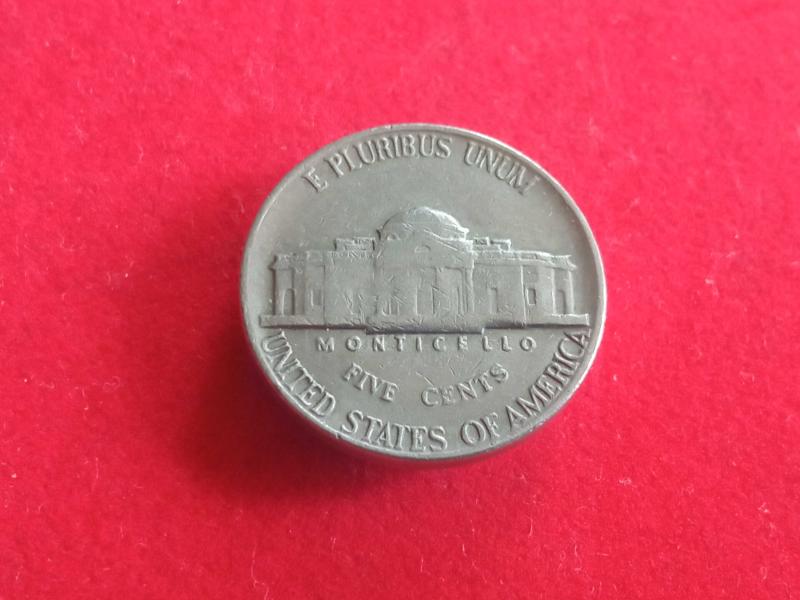 E PLURIBUS UNUM
MONTICELLO
FIVE CENTS
UNITED STATES OF AMERICA